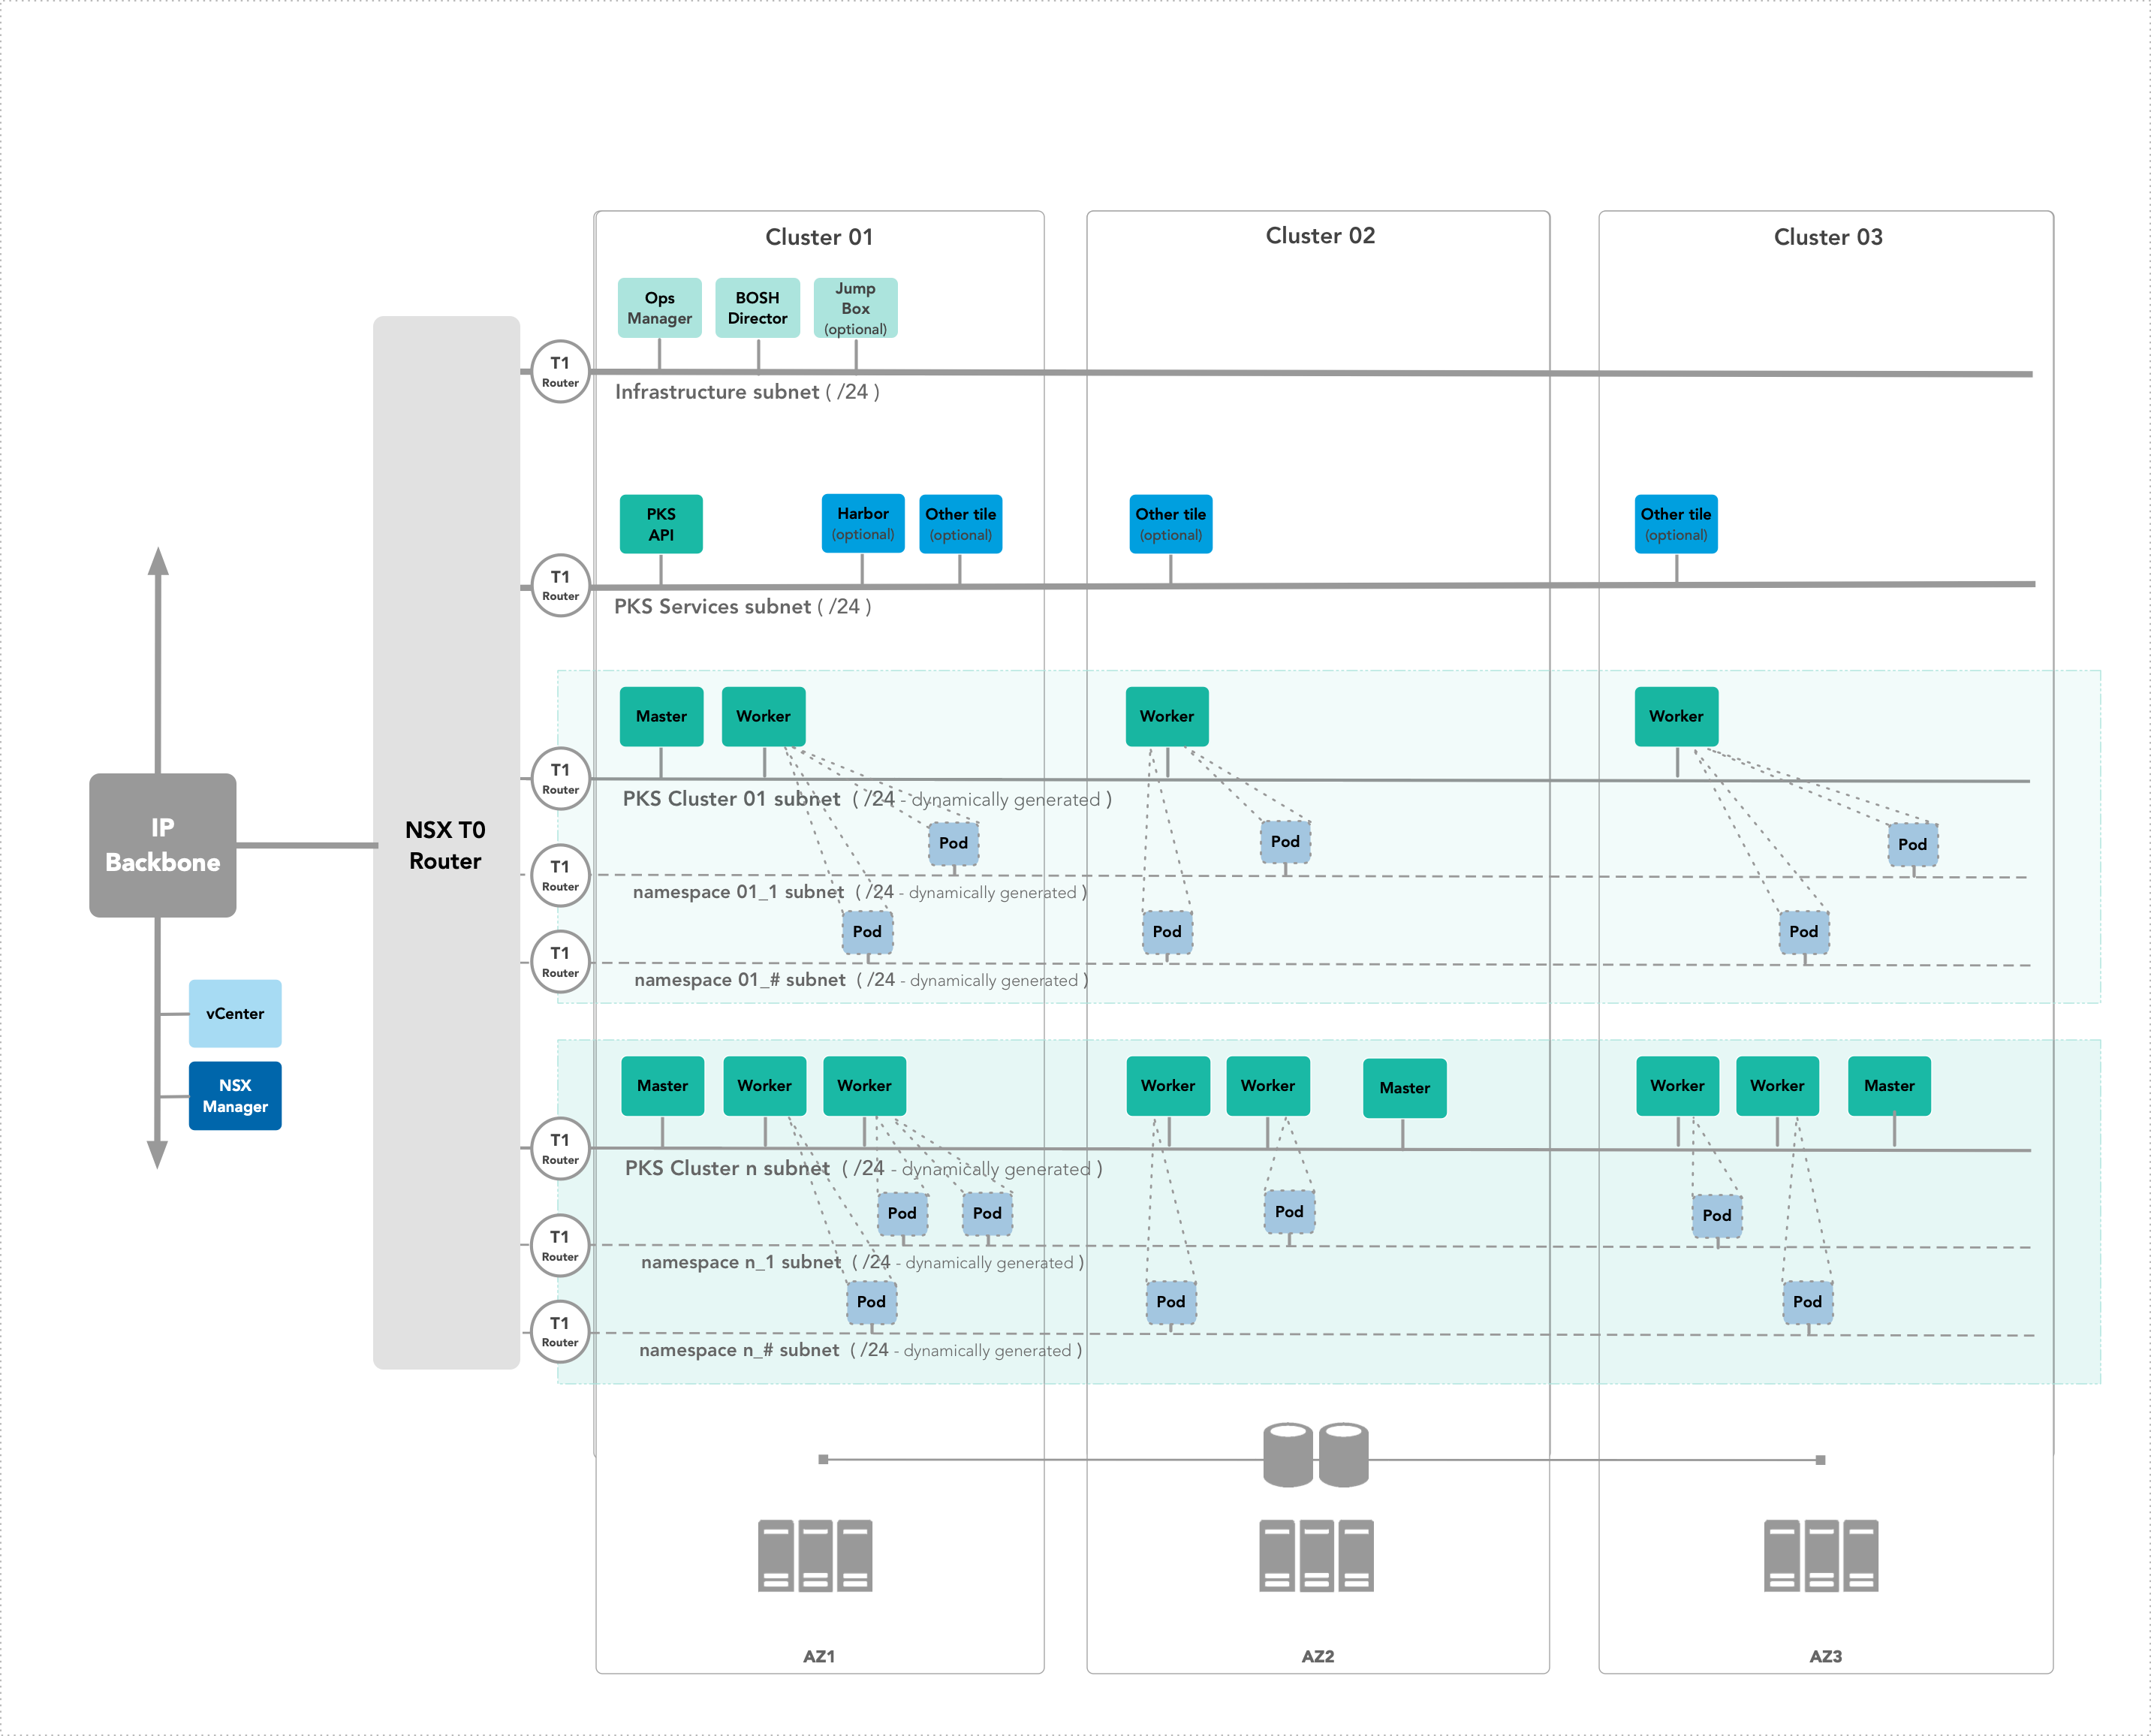 Cluster 01
Cluster 02
Cluster 03
Ops
Manager
BOSH
Director
Jump
Box
(optional)
T1
Router
Infrastructure subnet ( /24 )
PKS
API
Harbor
(optional)
Other tile
(optional)
Other tile
(optional)
Other tile
(optional)
T1
Router
PKS Services subnet ( /24 )
Master
Worker
Worker
Worker
T1
Router
PKS Cluster 01 subnet ( /24 - dynamically generated )
IP
Backbone
NSX T0
Router
Pod
Pod
Pod
T1
Router
namespace 01_1 subnet ( /24 - dynamically generated )
Pod
Pod
Pod
T1
Router
namespace 01_# subnet ( /24 - dynamically generated )
vCenter
NSX
Manager
Master
Worker
Worker
Worker
Worker
Master
Worker
Worker
Master
T1
Router
PKS Cluster n subnet ( /24 - dynamically generated )
Pod
Pod
Pod
Pod
T1
Router
namespace n_1 subnet ( /24 - dynamically generated )
Pod
Pod
Pod
T1
Router
namespace n_# subnet ( /24 - dynamically generated )
AZ1
AZ2
AZ3